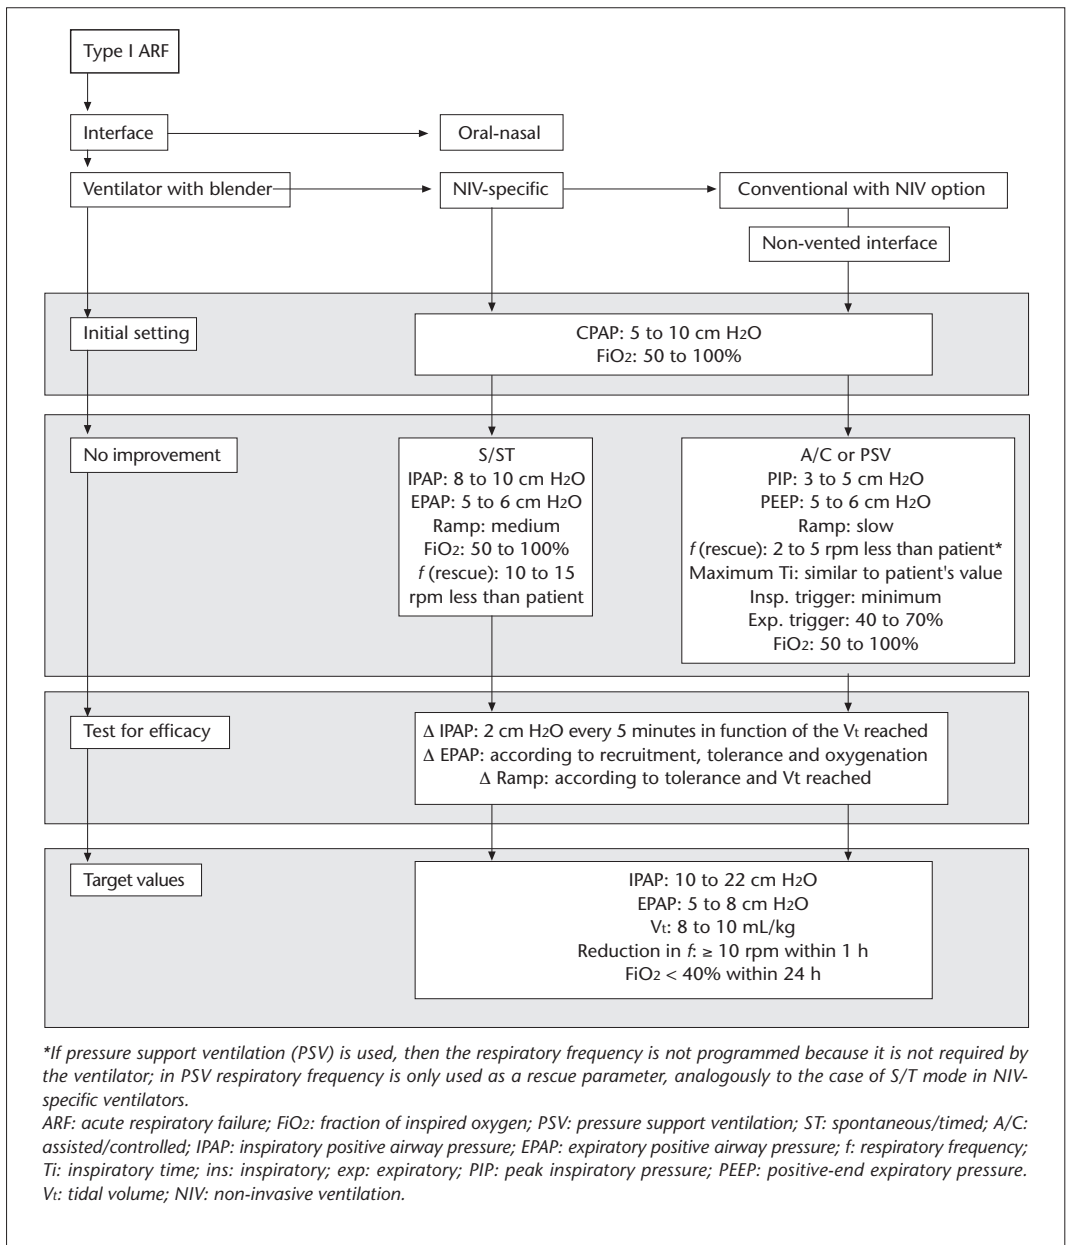 Type I ARF
Interface
Oral-nasal
Ventilator with blender
NIV-specific
Conventional with NIV option
Non-vented interface
Initial setting
CPAP: 5 to 10 cm H2O
FiO2: 50 to 100%
No improvement
S/ST
IPAP: 8 to 10 cm H2O
EPAP: 5 to 6 cm H2O
Ramp: medium
FiO2: 50 to 100%
f (rescue): 10 to 15
rpm less than patient
A/C or PSV
PIP: 3 to 5 cm H2O
PEEP: 5 to 6 cm H2O
Ramp: slow
f (rescue): 2 to 5 rpm less than patient*
Maximum Ti: similar to patient's value
Insp. trigger: minimum
Exp. trigger: 40 to 70%
FiO2: 50 to 100%
Test for efficacy
Δ IPAP: 2 cm H2O every 5 minutes in function of the Vt reached
Δ EPAP: according to recruitment, tolerance and oxygenation
Δ Ramp: according to tolerance and Vt reached
Target values
IPAP: 10 to 22 cm H2O
EPAP: 5 to 8 cm H2O
Vt: 8 to 10 mL/kg
Reduction in f: ≥ 10 rpm within 1 h
FiO2 < 40% within 24 h
*If pressure support ventilation (PSV) is used, then the respiratory frequency is not programmed because it is not required by
the ventilator; in PSV respiratory frequency is only used as a rescue parameter, analogously to the case of S/T mode in NIV-
specific ventilators.
ARF: acute respiratory failure; FiO2: fraction of inspired oxygen; PSV: pressure support ventilation; ST: spontaneous/timed; A/C:
assisted/controlled; IPAP: inspiratory positive airway pressure; EPAP: expiratory positive airway pressure; f: respiratory frequency;
Ti: inspiratory time; ins: inspiratory; exp: expiratory; PIP: peak inspiratory pressure; PEEP: positive-end expiratory pressure.
Vt: tidal volume; NIV: non-invasive ventilation.